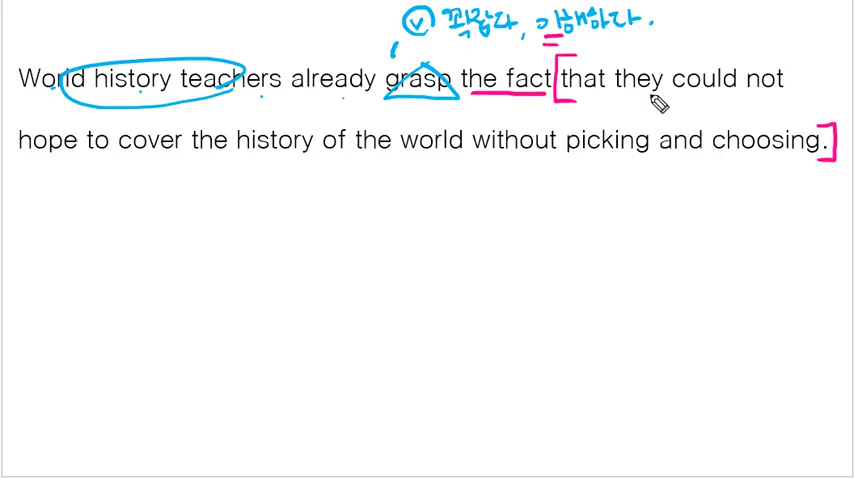 ⓥ 꽉잡다, 이해하다.
World history teachers already grasp the fact [that they could not
hope to cover the history of the world without picking and choosing.]